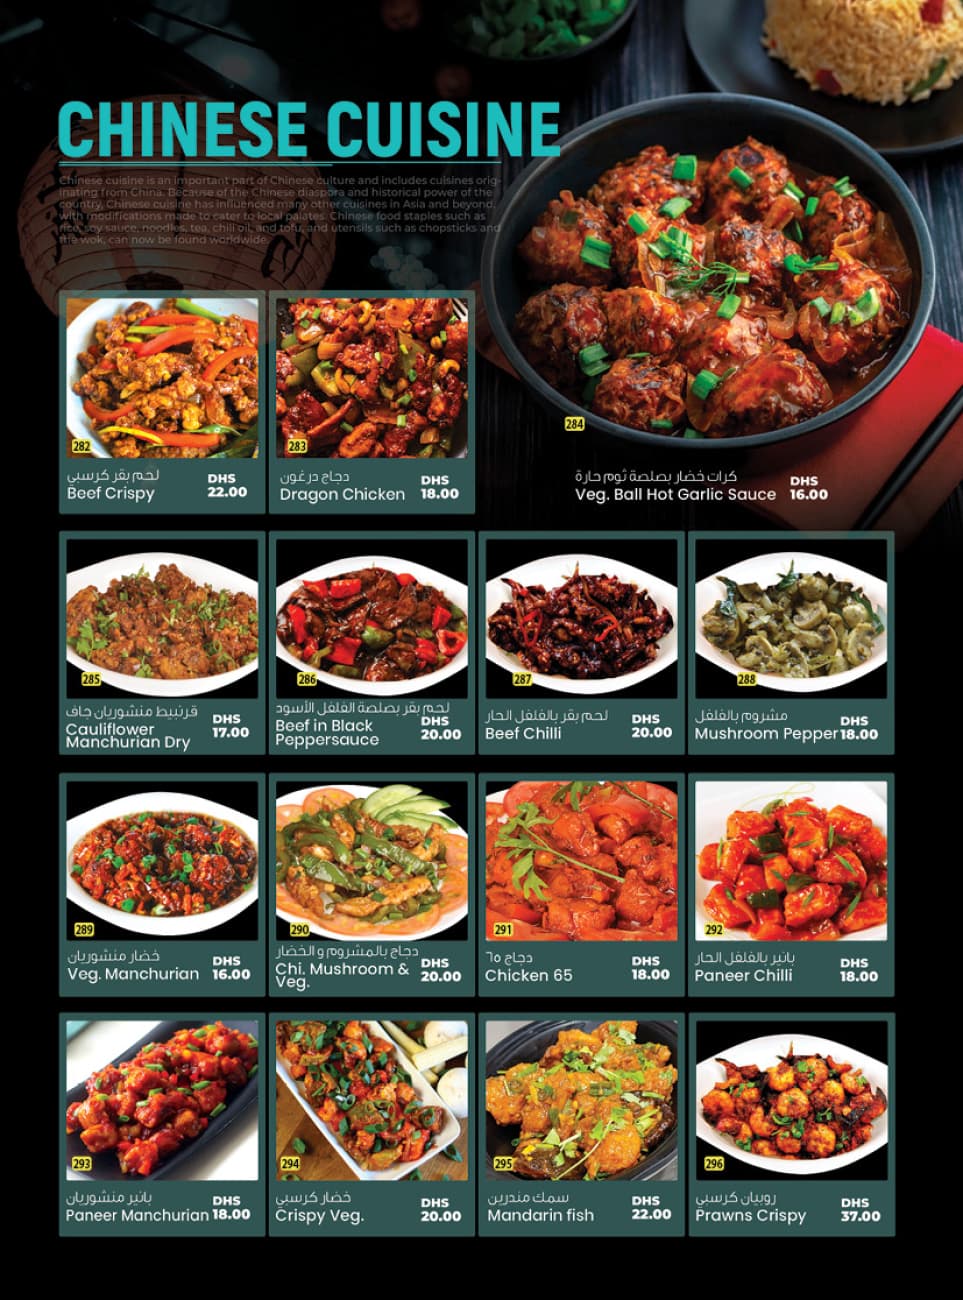 CHINESE CUISINE
Chinese cuisine is an important part of Chinese culture and includes cuisines orig-
inating from China. Because of the Chinese diaspora and historical power of the
country, Chinese cuisine has influenced many other cuisines in Asia and beyond,
with modifications made to cater to local palates. Chinese food staples such as
rice, soy sauce, noodles, tea, chili oil, and tofu, and utensils such as chopsticks and
the wok, can now be found worldwide.
282
لحم بقر كرسبي
Beef Crispy
DHS
22.00
283
دجاج درغون
Dragon Chicken
DHS
18.00
284
كرات خضار بصلصة ثوم حارة
Veg. Ball Hot Garlic Sauce
DHS
16.00
285
قرنبيط منشوريان جاف
Cauliflower
Manchurian Dry
DHS
17.00
286
لحم بقر بصلصة الفلفل الأسود
Beef in Black
Peppersauce
DHS
20.00
287
لحم بقر بالفلفل الحار
Beef Chilli
DHS
20.00
288
مشروم بالفلفل
Mushroom Pepper
DHS
18.00
289
خضار منشوريان
Veg. Manchurian
DHS
16.00
290
دجاج بالمشروم و الخضار
Chi. Mushroom &
Veg.
DHS
20.00
291
دجاج ٦٥
Chicken 65
DHS
18.00
292
بانير بالفلفل الحار
Paneer Chilli
DHS
18.00
293
بانير منشوريان
Paneer Manchurian
DHS
18.00
294
خضار كرسبي
Crispy Veg.
DHS
20.00
295
سمك مندرين
Mandarin fish
DHS
22.00
296
روبيان كرسبي
Prawns Crispy
DHS
37.00